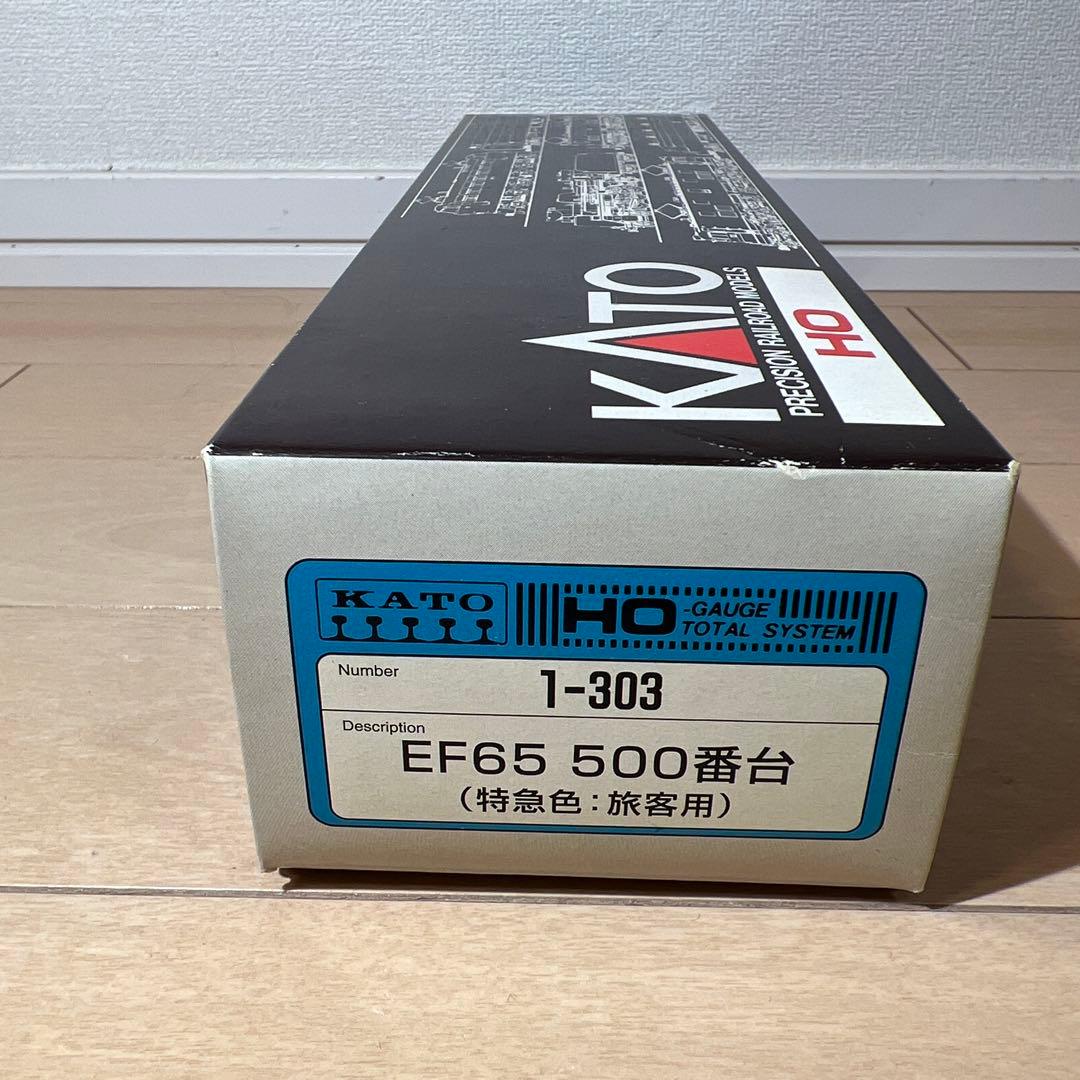 KATO
PRECISION RAILROAD MODELS
HO
KATO
HO -GAUGE
TOTAL SYSTEM
Number
1-303
Description
EF65 500番台
(特急色:旅客用)